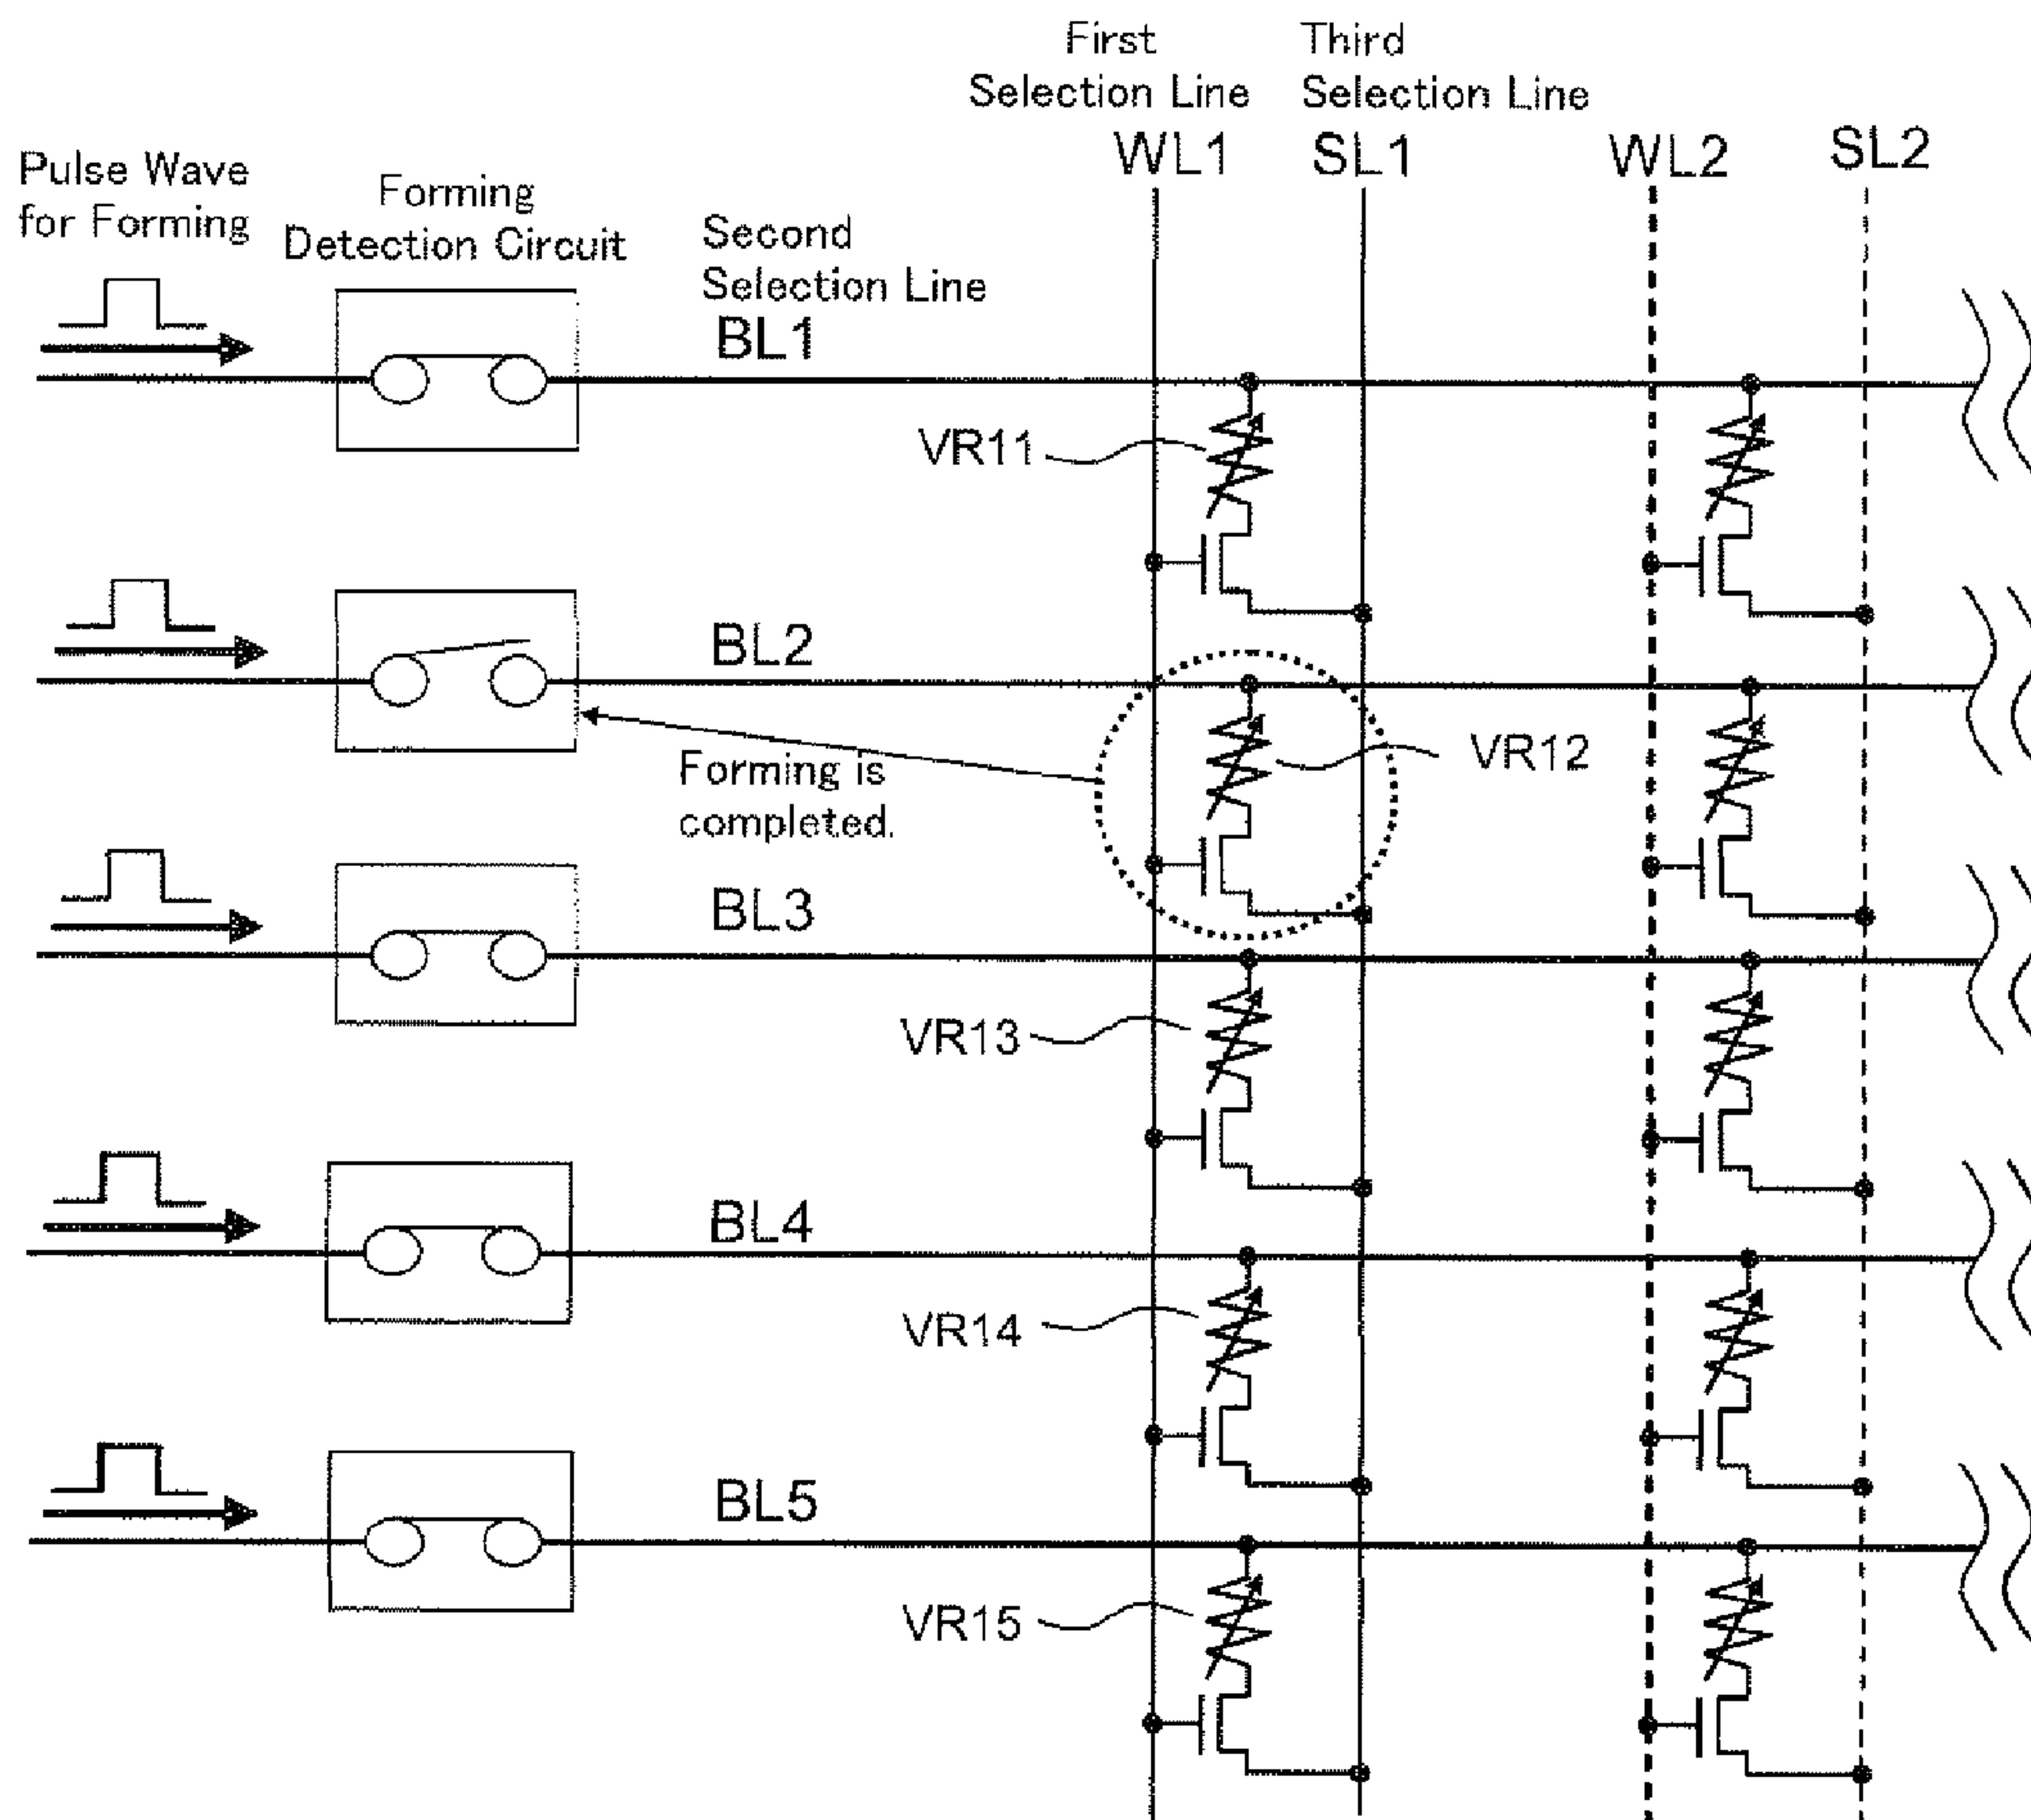 First
Selection Line
Third
Selection Line
WL1
SL1
WL2
SL2
Pulse Wave
for Forming
Forming
Detection Circuit
Second
Selection Line
BL1
VR11
BL2
VR12
Forming is
completed.
BL3
VR13
BL4
VR14
BL5
VR15